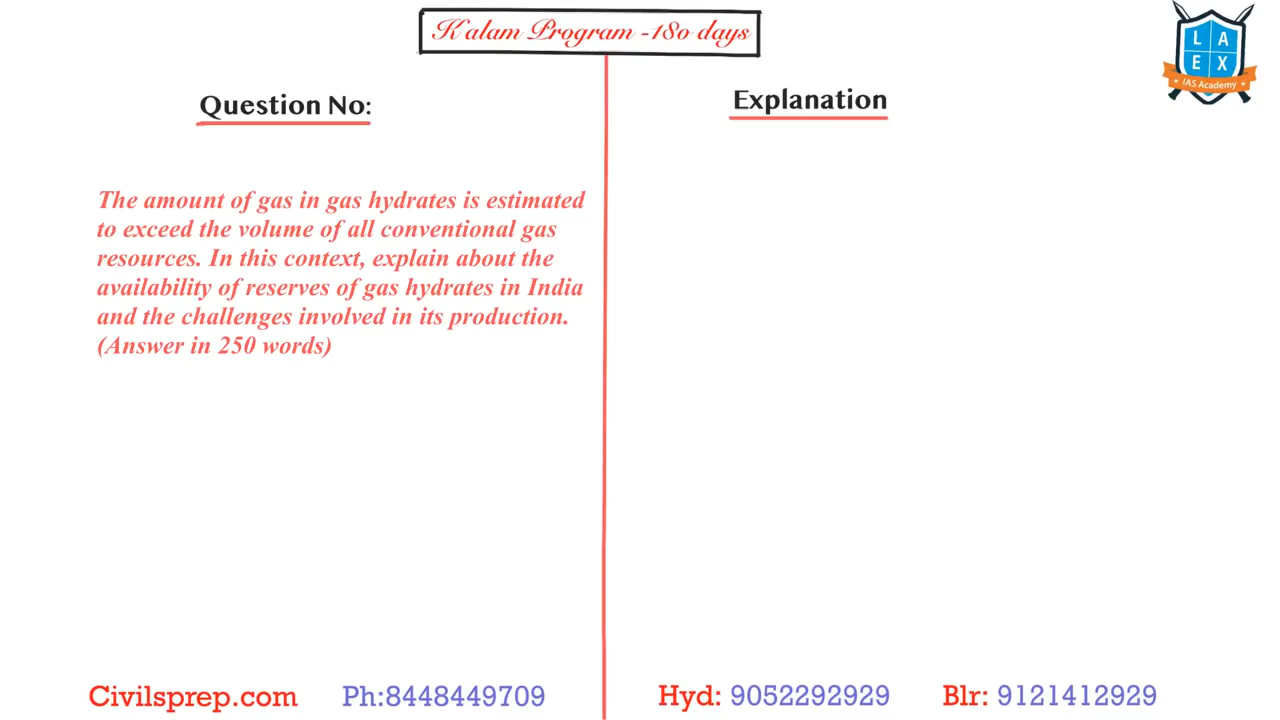 Kalam Program -180 days
L A
E X
IAS Academy
Question No:
The amount of gas in gas hydrates is estimated
to exceed the volume of all conventional gas
resources. In this context, explain about the
availability of reserves of gas hydrates in India
and the challenges involved in its production.
(Answer in 250 words)
Explanation
Civilsprep.com Ph:8448449709 Hyd: 9052292929 Blr: 9121412929